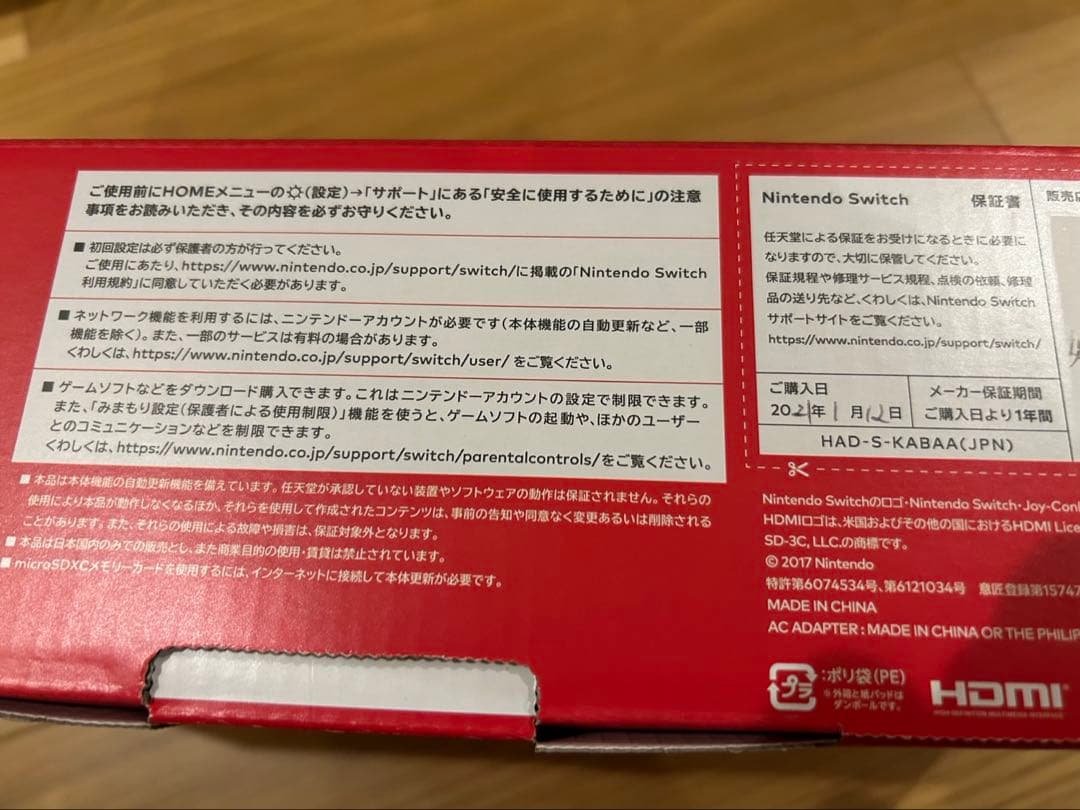 ご使用前にHOMEメニューの(設定)→「サポート」にある「安全に使用するために」の注意
事項をお読みいただき、その内容を必ずお守りください。
■ 初回設定は必ず保護者の方が行ってください。
ご使用にあたり、https://www.nintendo.co.jp/support/switch/に掲載の「Nintendo Switch
利用規約」に同意していただく必要があります。
■ ネットワーク機能を利用するには、ニンテンドーアカウントが必要です(本体機能の自動更新など、一部
機能を除く)。また、一部のサービスは有料の場合があります。
くわしくは、https://www.nintendo.co.jp/support/switch/user/ をご覧ください。
■ ゲームソフトなどをダウンロード購入できます。これはニンテンドーアカウントの設定で制限できます。
また、「みまもり設定(保護者による使用制限)」機能を使うと、ゲームソフトの起動や、ほかのユーザー
とのコミュニケーションなどを制限できます。
くわしくは、https://www.nintendo.co.jp/support/switch/parentalcontrols/をご覧ください。
■ 本品は本体機能の自動更新機能を備えています。任天堂が承認していない装置やソフトウェアの動作は保証されません。それらの
使用により本品が動作しなくなるほか、それらを使用して作成されたコンテンツは、事前の告知や同意なく変更あるいは削除される
ことがあります。また、それらの使用による故障や損害は、保証対象外となります。
■ 本品は日本国内のみでの販売とし、また商業目的の使用・賃貸は禁止されています。
■ microSDXCメモリーカードを使用するには、インターネットに接続して本体更新が必要です。
Nintendo Switch 保証書
任天堂による保証をお受けになるときに必要に
なりますので、大切に保管してください。
保証規程や修理サービス規程、点検の依頼、修理
品の送り先など、くわしくは、Nintendo Switch
サポートサイトをご覧ください。
https://www.nintendo.co.jp/support/switch/
ご購入日
2021年1月12日
メーカー保証期間
ご購入日より1年間
HAD-S-KABAA(JPN)
販売店
Nintendo Switchのロゴ・Nintendo Switch・Joy-Con
HDMIロゴは、米国およびその他の国におけるHDMI Lice
SD-3C, LLC.の商標です。
© 2017 Nintendo
特許第6074534号、第6121034号 意匠登録第15747
MADE IN CHINA
AC ADAPTER : MADE IN CHINA OR THE PHILIP
プラ
:ポリ袋(PE)
※外箱と紙パッドは
ダンボールです。
HDMI
HIGH-DEFINITION MULTIMEDIA INTERFACE